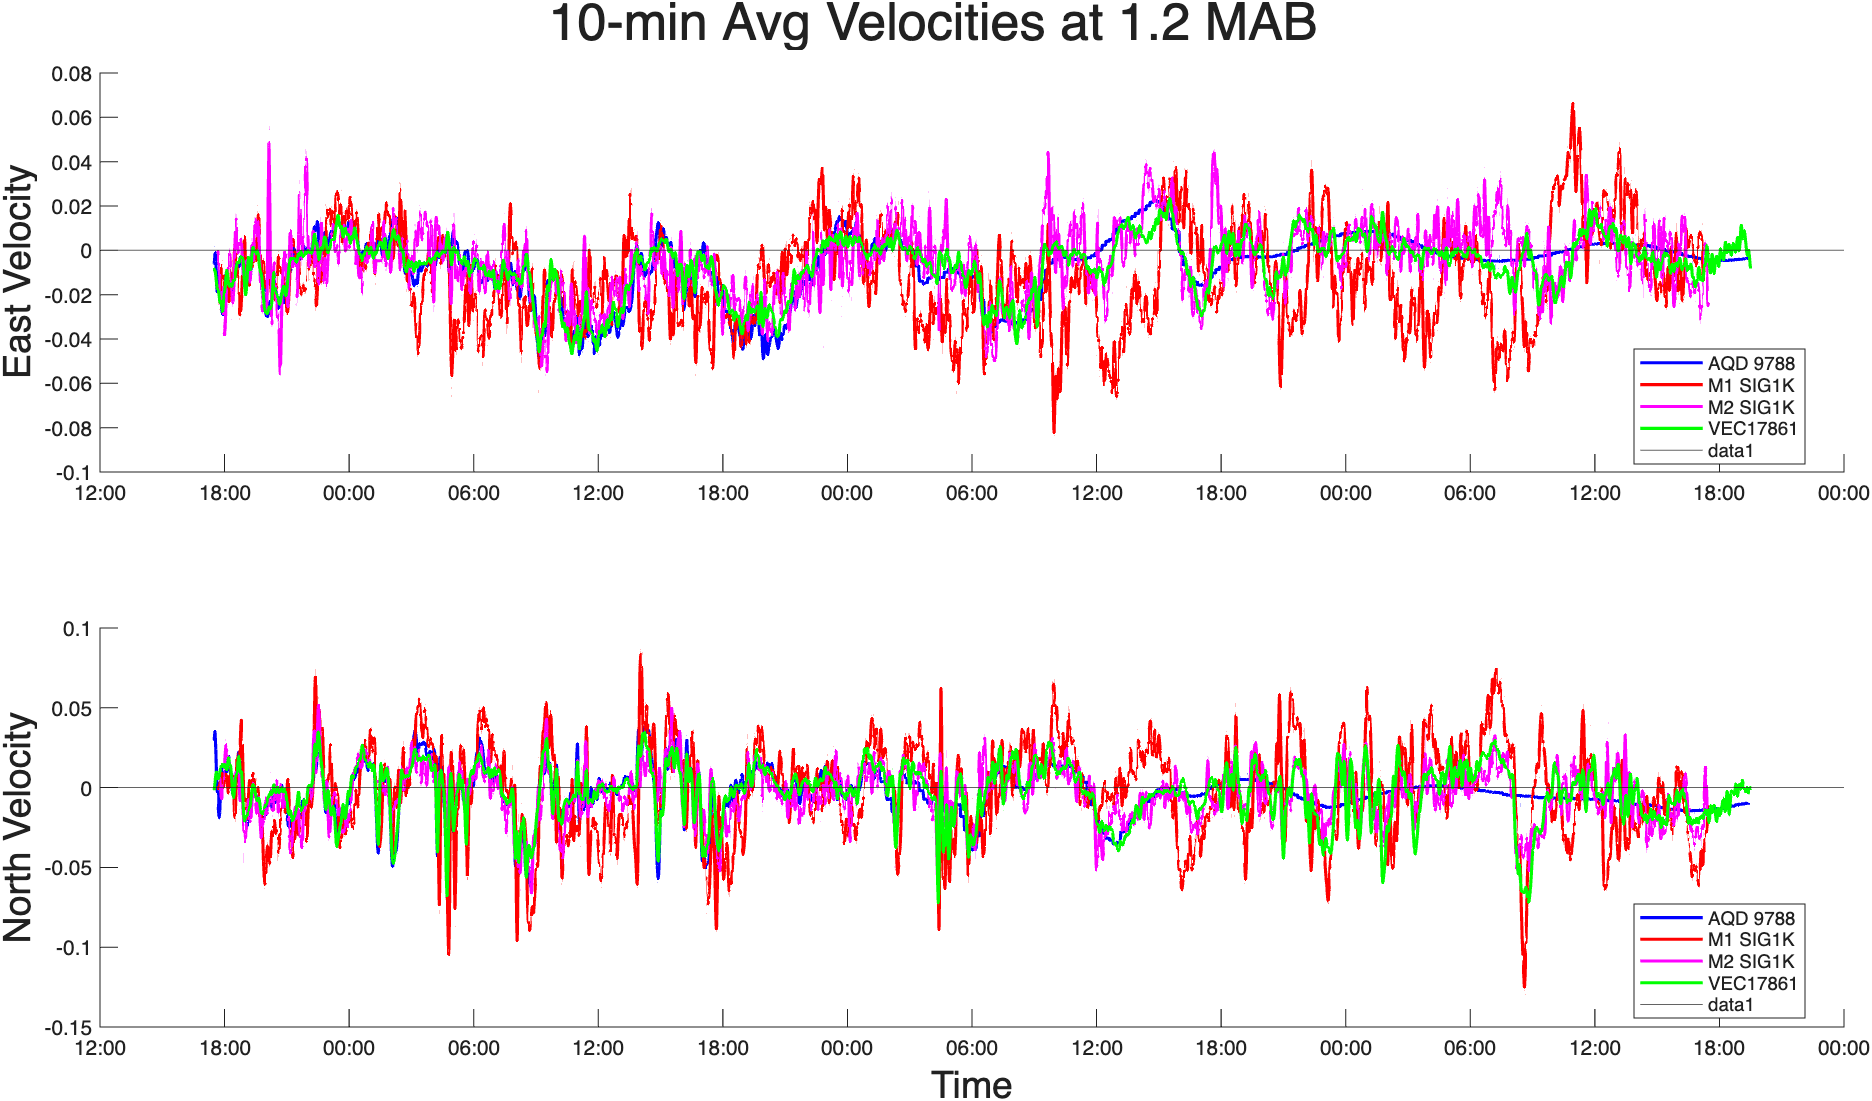 10-min Avg Velocities at 1.2 MAB
East Velocity
0.08
0.06
0.04
0.02
0
-0.02
-0.04
-0.06
-0.08
-0.1
12:00 18:00 00:00 06:00 12:00 18:00 00:00 06:00 12:00 18:00 00:00 06:00 12:00 18:00 00:00
AQD 9788
M1 SIG1K
M2 SIG1K
VEC17861
data1
North Velocity
0.1
0.05
0
-0.05
-0.1
-0.15
12:00 18:00 00:00 06:00 12:00 18:00 00:00 06:00 12:00 18:00 00:00 06:00 12:00 18:00 00:00
AQD 9788
M1 SIG1K
M2 SIG1K
VEC17861
data1
Time